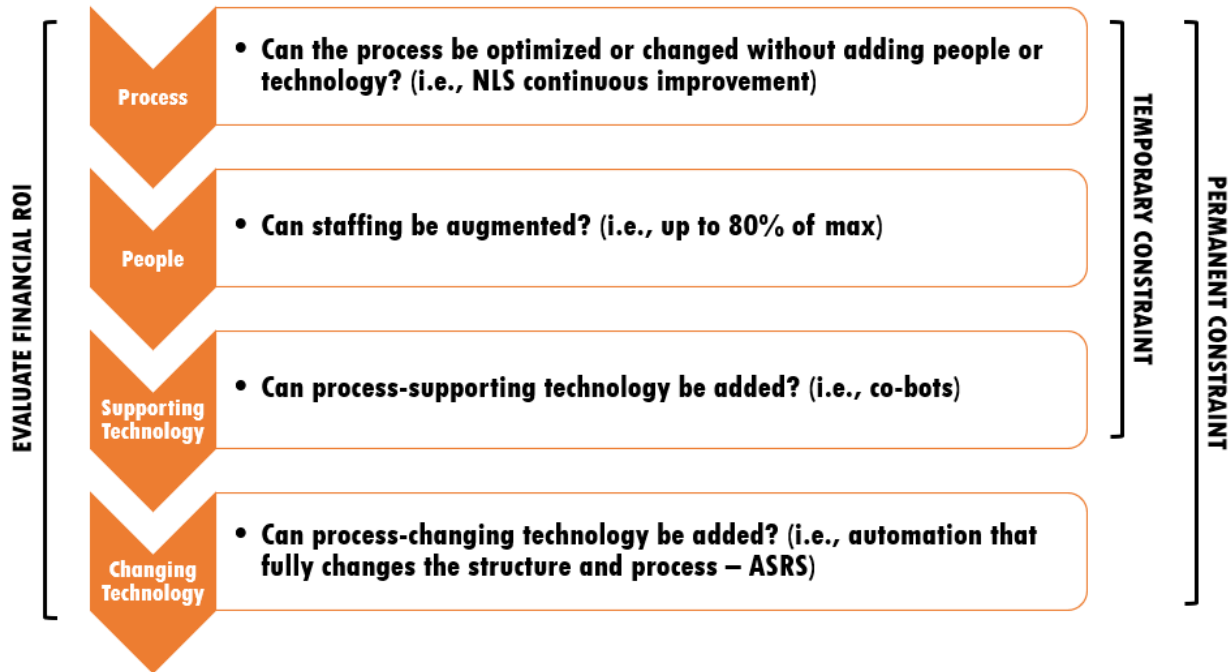 EVALUATE FINANCIAL ROI
Process
• Can the process be optimized or changed without adding people or
technology? (i.e., NLS continuous improvement)
People
• Can staffing be augmented? (i.e., up to 80% of max)
Supporting
Technology
• Can process-supporting technology be added? (i.e., co-bots)
Changing
Technology
• Can process-changing technology be added? (i.e., automation that
fully changes the structure and process – ASRS)
TEMPORARY CONSTRAINT
PERMANENT CONSTRAINT